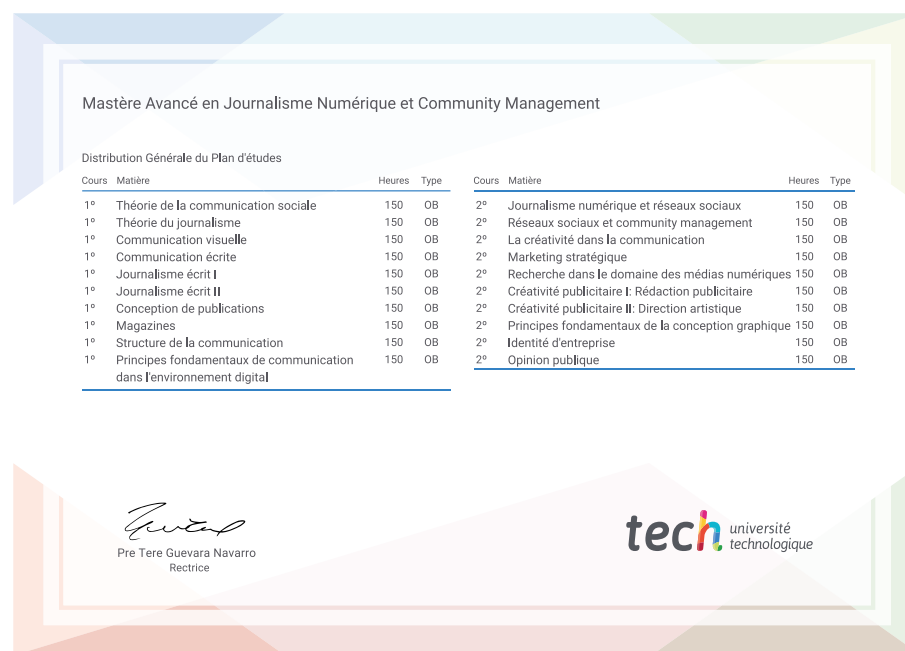 Mastère Avancé en Journalisme Numérique et Community Management
Distribution Générale du Plan d'études
Cours Matière Heures Type
1º Théorie de la communication sociale 150 OB
1º Théorie du journalisme 150 OB
1º Communication visuelle 150 OB
1º Communication écrite 150 OB
1º Journalisme écrit I 150 OB
1º Journalisme écrit II 150 OB
1º Conception de publications 150 OB
1º Magazines 150 OB
1º Structure de la communication 150 OB
1º Principes fondamentaux de communication 150 OB
dans l'environnement digital
Cours Matière Heures Type
2º Journalisme numérique et réseaux sociaux 150 OB
2º Réseaux sociaux et community management 150 OB
2º La créativité dans la communication 150 OB
2º Marketing stratégique 150 OB
2º Recherche dans le domaine des médias numériques 150 OB
2º Créativité publicitaire I: Rédaction publicitaire 150 OB
2º Créativité publicitaire II: Direction artistique 150 OB
2º Principes fondamentaux de la conception graphique 150 OB
2º Identité d'entreprise 150 OB
2º Opinion publique 150 OB
Pre Tere Guevara Navarro
Rectrice
tech université
technologique